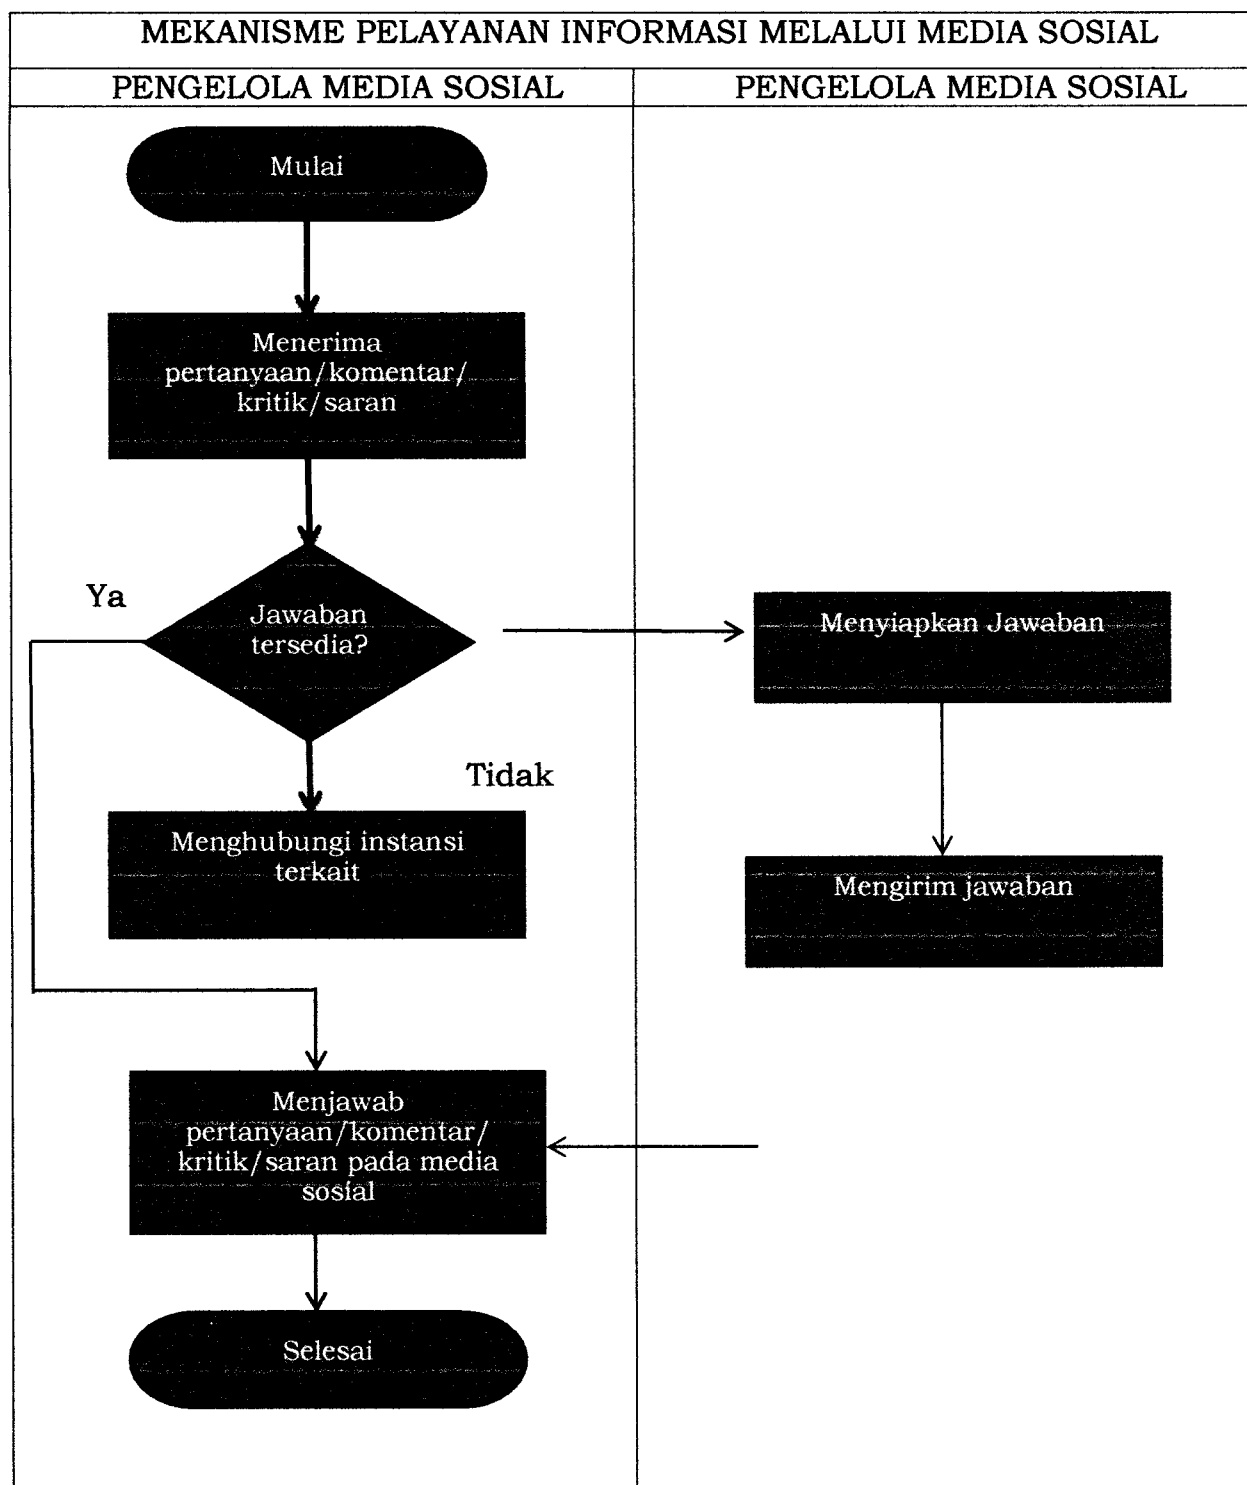 MEKANISME PELAYANAN INFORMASI MELALUI MEDIA SOSIAL
PENGELOLA MEDIA SOSIAL
PENGELOLA MEDIA SOSIAL
Mulai
Menerima
pertanyaan/komentar/
kritik/saran
Ya
Jawaban
tersedia?
Menyiapkan Jawaban
Tidak
Menghubungi instansi
terkait
Mengirim jawaban
Menjawab
pertanyaan/komentar/
kritik/saran pada media
sosial
Selesai